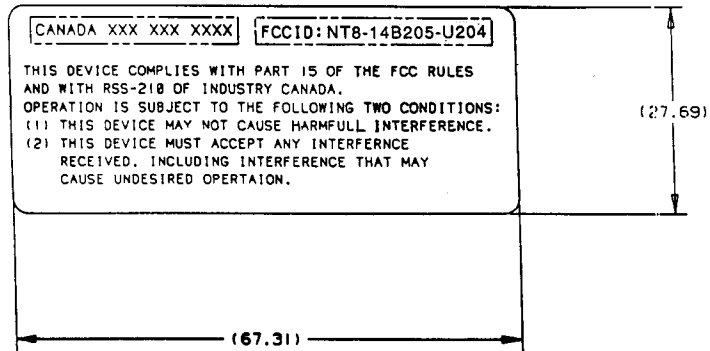 CANADA XXX XXX XXXX FCCID: NT8-14B205-U204
THIS DEVICE COMPLIES WITH PART 15 OF THE FCC RULES
AND WITH RSS-210 OF INDUSTRY CANADA.
OPERATION IS SUBJECT TO THE FOLLOWING TWO CONDITIONS:
(1) THIS DEVICE MAY NOT CAUSE HARMFULL INTERFERENCE.
(2) THIS DEVICE MUST ACCEPT ANY INTERFERNCE
RECEIVED. INCLUDING INTERFERENCE THAT MAY
CAUSE UNDESIRED OPERTAION.
(27.69)
(67.31)